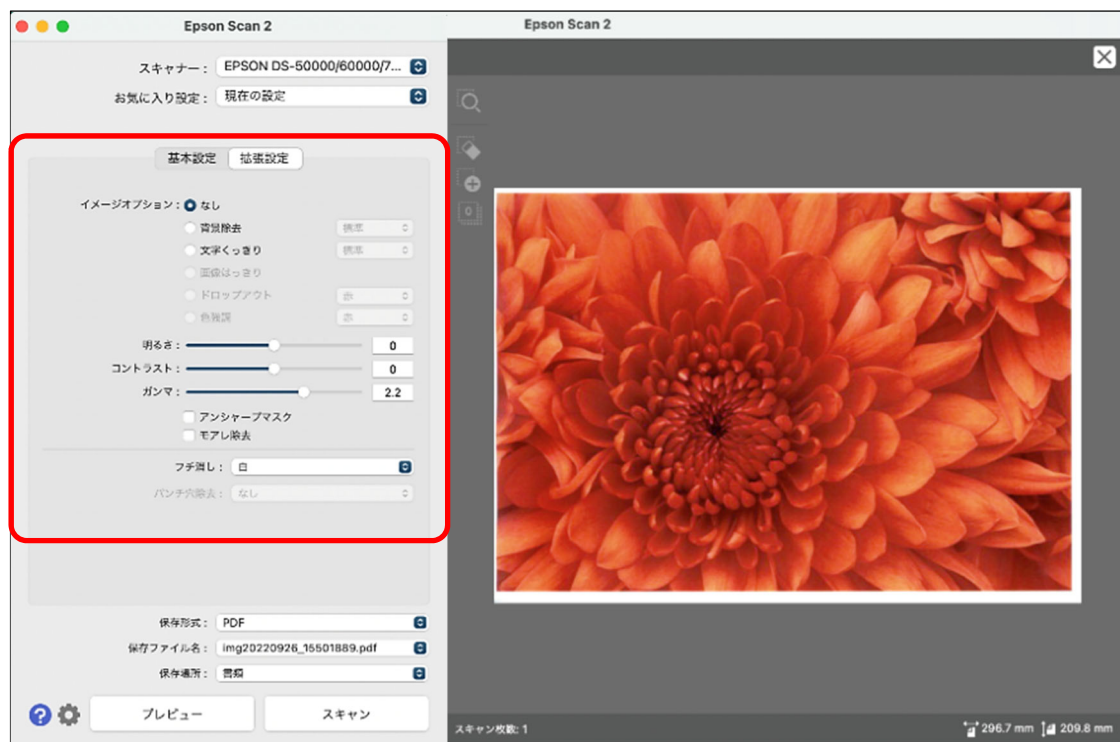 Epson Scan 2
Epson Scan 2
スキャナー： EPSON DS-50000/60000/7...
お気に入り設定： 現在の設定
基本設定 拡張設定
イメージオプション： なし
背景除去 標準
文字くっきり 標準
画像はっきり
ドロップアウト 赤
色強調 赤
明るさ： 0
コントラスト： 0
ガンマ： 2.2
アンシャープマスク
モアレ除去
フチ消し： 白
パンチ穴除去： なし
保存形式： PDF
保存ファイル名： img20220926_15501889.pdf
保存場所： 書類
プレビュー スキャン
スキャン枚数: 1 296.7 mm 209.8 mm